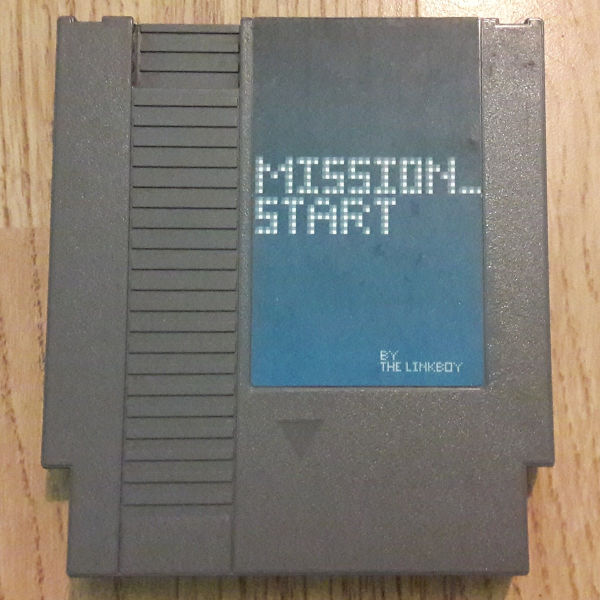 MISSION_
START
BY
THE LINKBOY